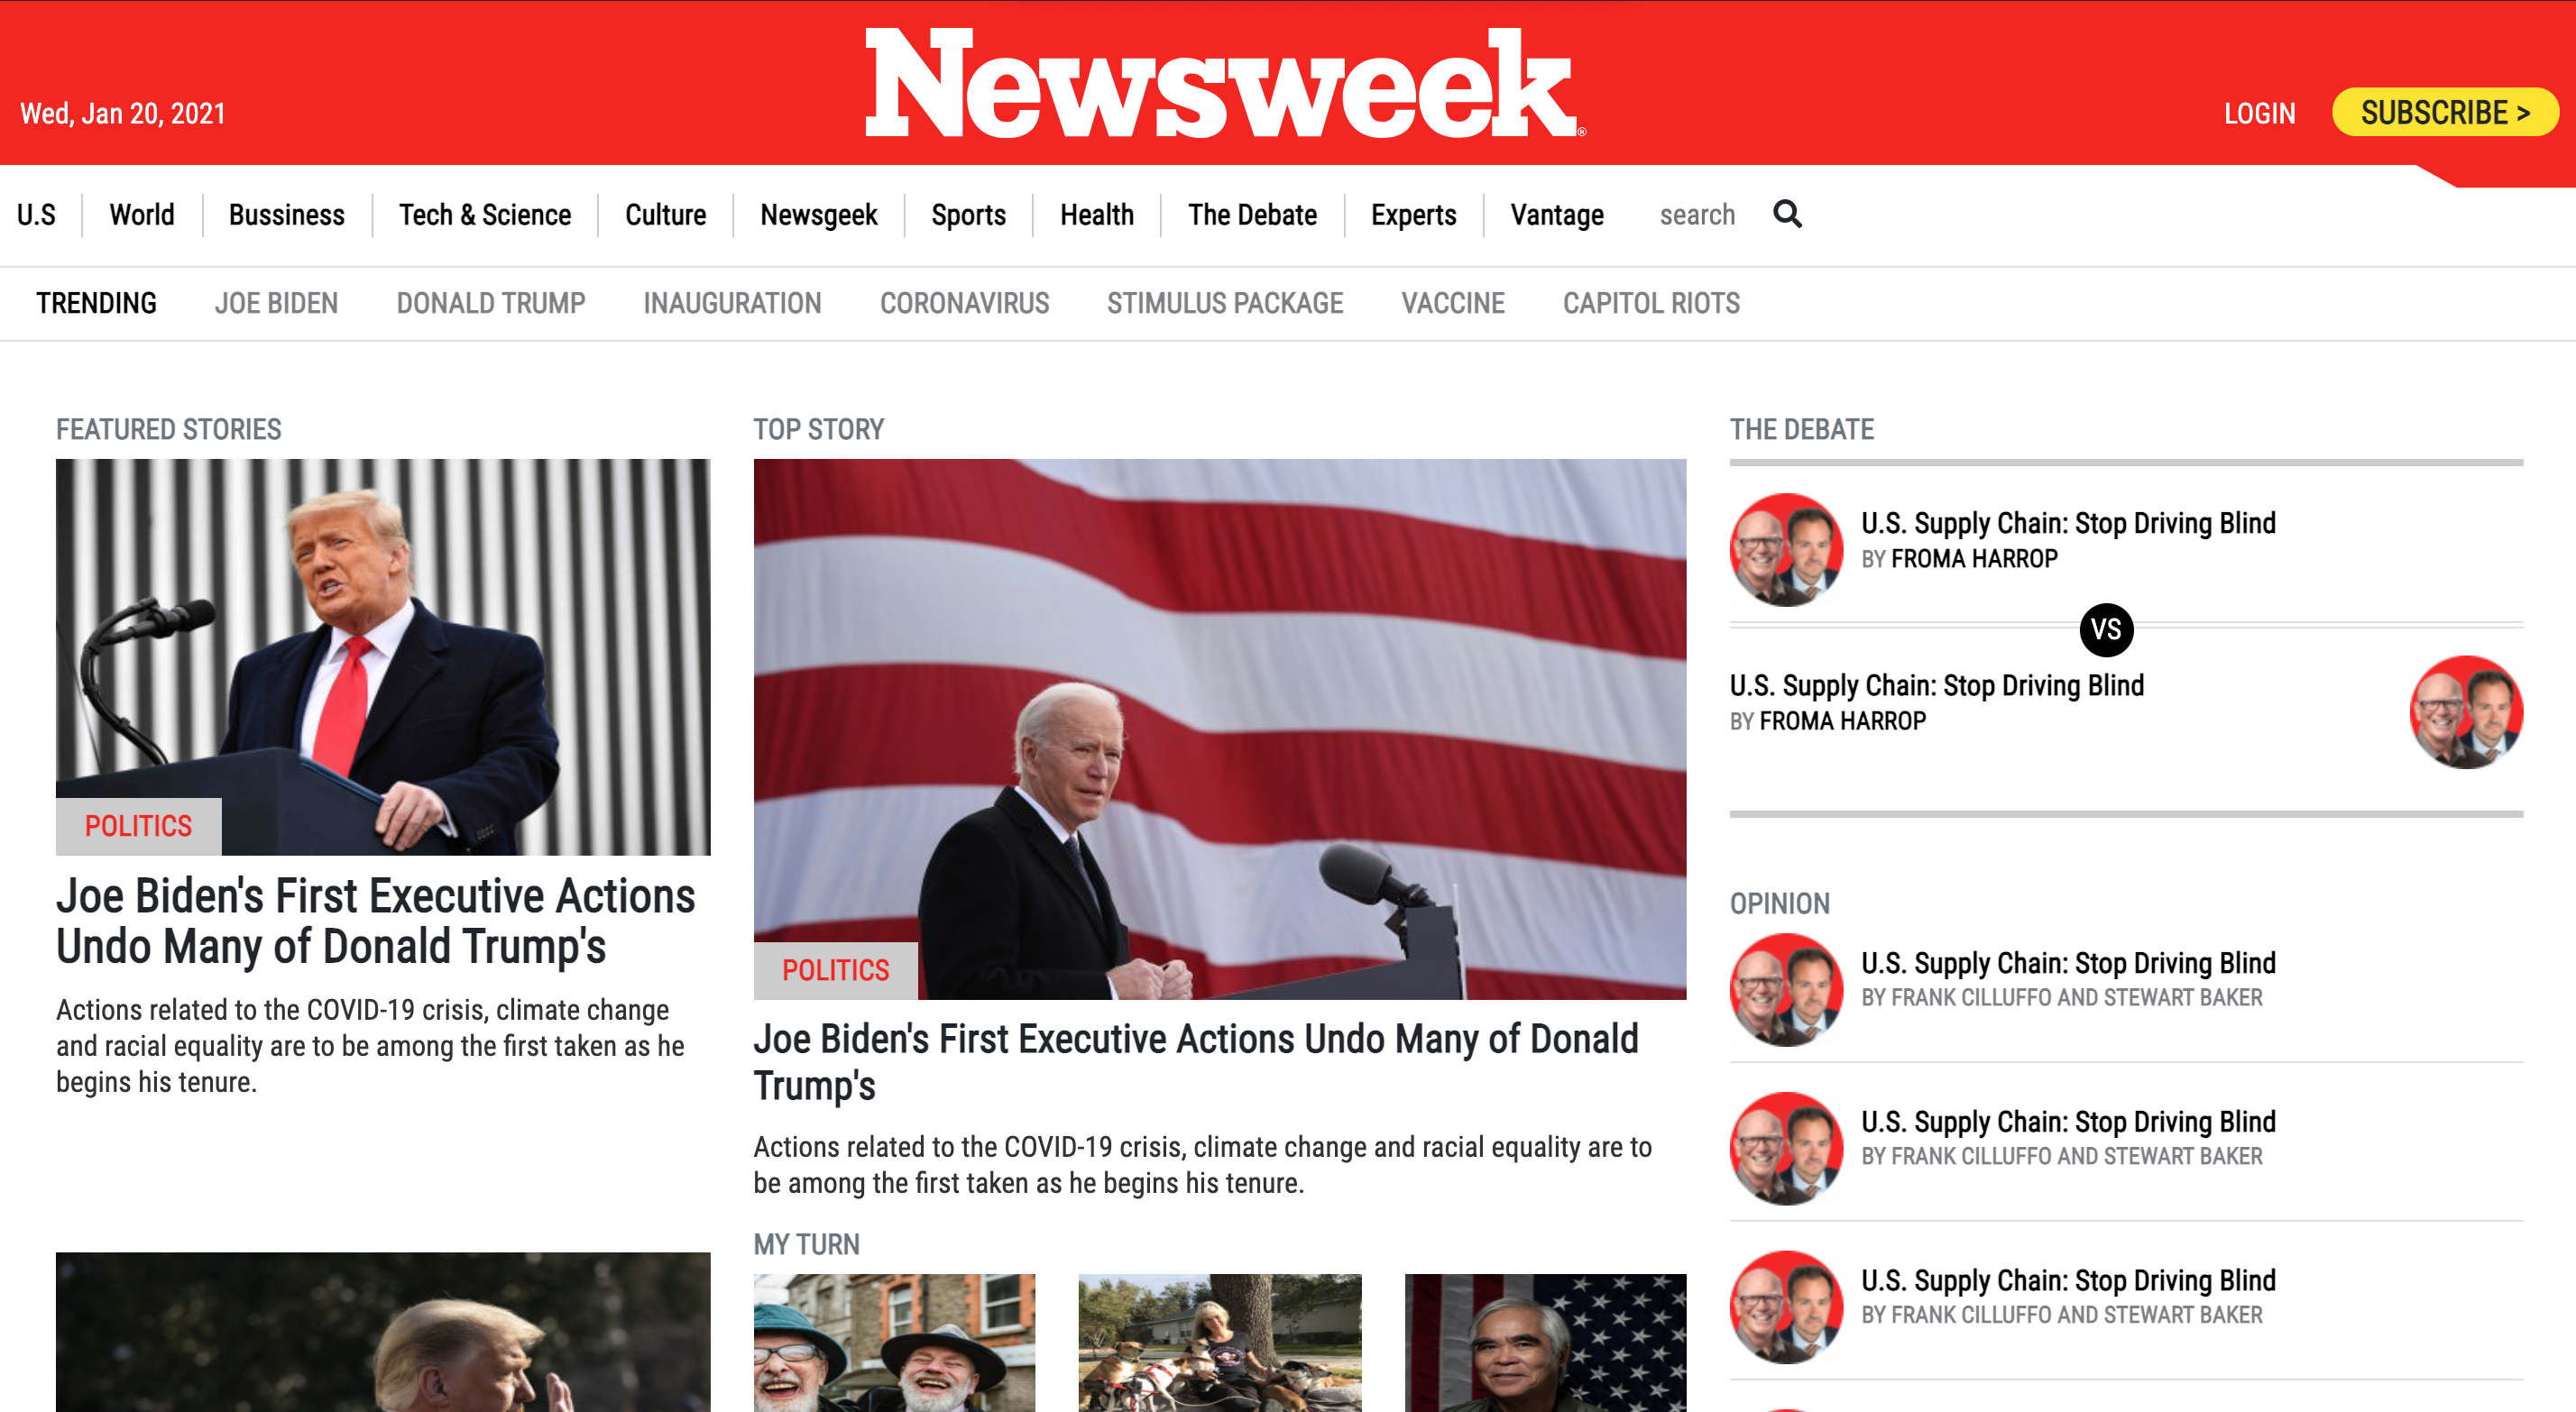 Newsweek®
Wed, Jan 20, 2021
LOGIN
SUBSCRIBE >
U.S
World
Bussiness
Tech & Science
Culture
Newsgeek
Sports
Health
The Debate
Experts
Vantage
search
TRENDING
JOE BIDEN
DONALD TRUMP
INAUGURATION
CORONAVIRUS
STIMULUS PACKAGE
VACCINE
CAPITOL RIOTS
FEATURED STORIES
POLITICS
Joe Biden's First Executive Actions
Undo Many of Donald Trump's
Actions related to the COVID-19 crisis, climate change
and racial equality are to be among the first taken as he
begins his tenure.
TOP STORY
POLITICS
Joe Biden's First Executive Actions Undo Many of Donald
Trump's
Actions related to the COVID-19 crisis, climate change and racial equality are to
be among the first taken as he begins his tenure.
MY TURN
THE DEBATE
U.S. Supply Chain: Stop Driving Blind
BY FROMA HARROP
VS
U.S. Supply Chain: Stop Driving Blind
BY FROMA HARROP
OPINION
U.S. Supply Chain: Stop Driving Blind
BY FRANK CILLUFFO AND STEWART BAKER
U.S. Supply Chain: Stop Driving Blind
BY FRANK CILLUFFO AND STEWART BAKER
U.S. Supply Chain: Stop Driving Blind
BY FRANK CILLUFFO AND STEWART BAKER